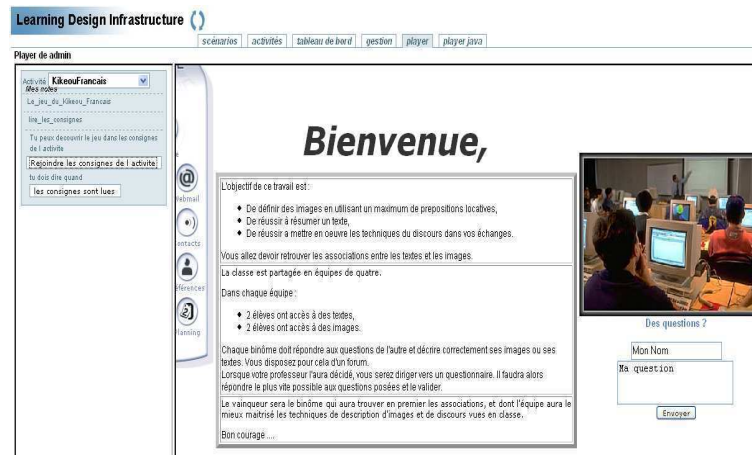 Learning Design Infrastructure
scénarios activités tableau de bord gestion player player java
Player de admin
Activité KikeouFrancais
Mes notes
Le_jeu_du_Kikeou_Francais
lire_les_consignes
Tu peux decouvrir le jeu dans les consignes
de l activite
Rejoindre les consignes de l activite
tu dois dire quand
les consignes sont lues
Webmail
ontacts
éférences
lanning
Bienvenue,
L'objectif de ce travail est :
♦ De définir des images en utilisant un maximum de prepositions locatives,
♦ De réussir à résumer un texte,
♦ De réussir a mettre en oeuvre les techniques du discours dans vos échanges.
Vous allez devoir retrouver les associations entre les textes et les images.
La classe est partagée en équipes de quatre.
Dans chaque équipe :
♦ 2 élèves ont accès à des textes,
♦ 2 élèves ont accès à des images.
Chaque binôme doit répondre aux questions de l'autre et décrire correctement ses images ou ses
textes. Vous disposez pour cela d'un forum.
Lorsque votre professeur l'aura décidé, vous serez diriger vers un questionnaire. Il faudra alors
répondre le plus vite possible aux questions posées et le valider.
Le vainqueur sera le binôme qui aura trouver en premier les associations, et dont l'équipe aura le
mieux maitrisé les techniques de description d'images et de discours vues en classe.
Bon courage ....
Des questions ?
Mon Nom
Ma question
Envoyer